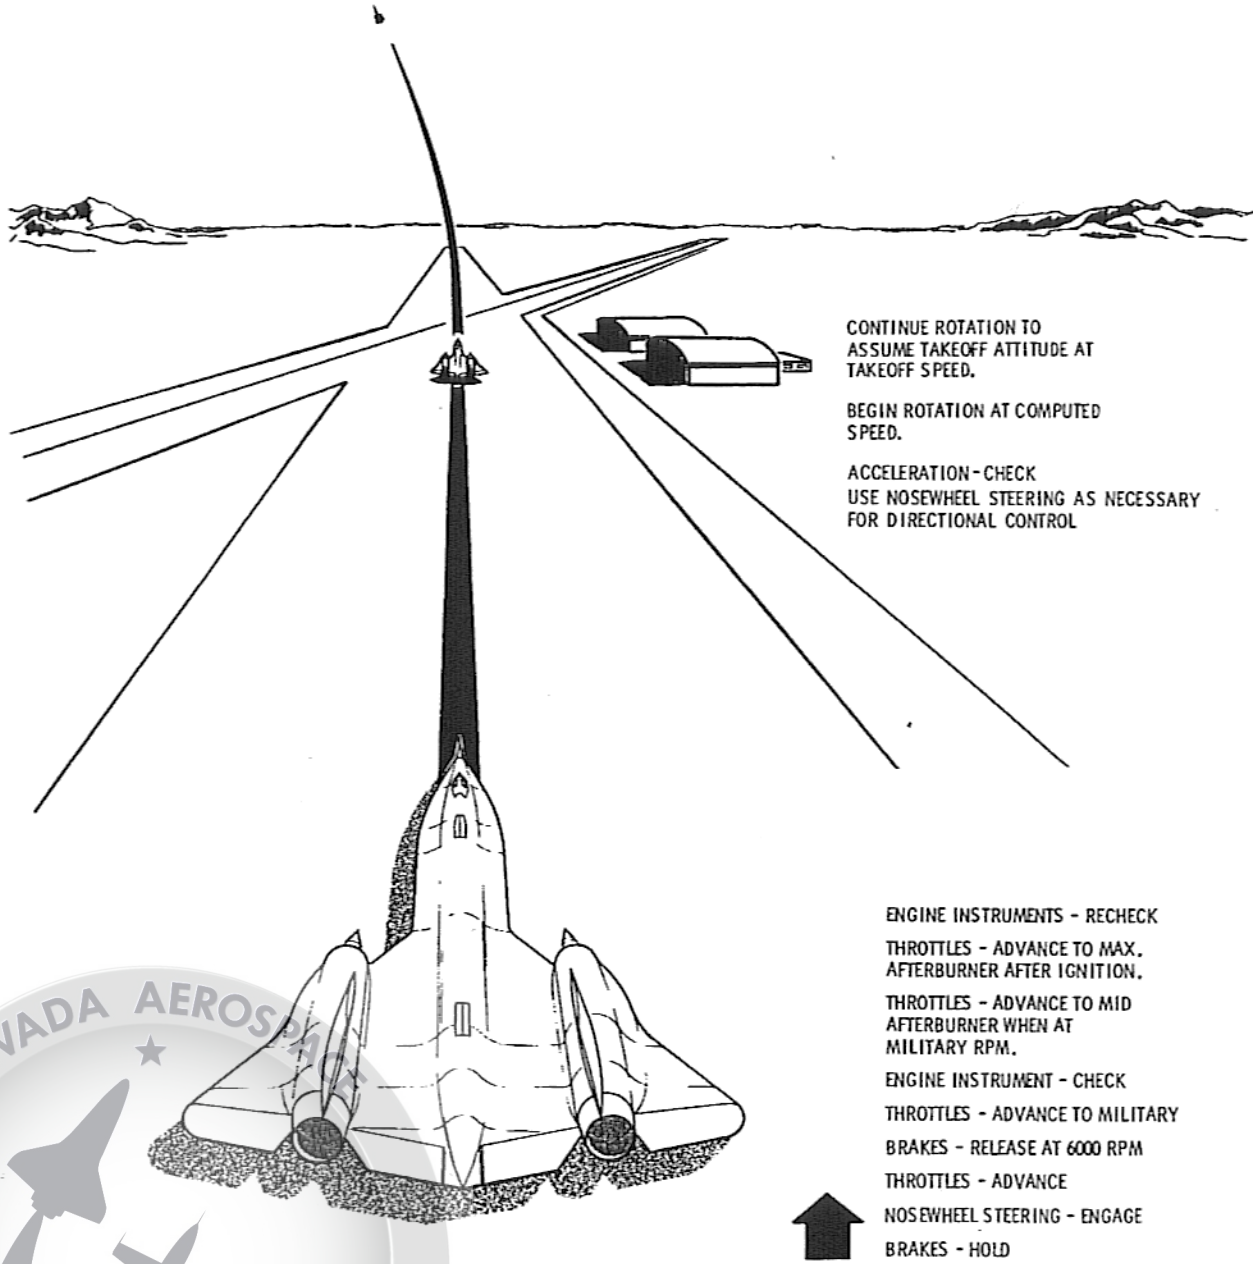 CONTINUE ROTATION TO
ASSUME TAKEOFF ATTITUDE AT
TAKEOFF SPEED.
BEGIN ROTATION AT COMPUTED
SPEED.
ACCELERATION - CHECK
USE NOSEWHEEL STEERING AS NECESSARY
FOR DIRECTIONAL CONTROL
ENGINE INSTRUMENTS - RECHECK
THROTTLES - ADVANCE TO MAX.
AFTERBURNER AFTER IGNITION.
THROTTLES - ADVANCE TO MID
AFTERBURNER WHEN AT
MILITARY RPM.
ENGINE INSTRUMENT - CHECK
THROTTLES - ADVANCE TO MILITARY
BRAKES - RELEASE AT 6000 RPM
THROTTLES - ADVANCE
NOSEWHEEL STEERING - ENGAGE
BRAKES - HOLD
VADA AEROSPACE